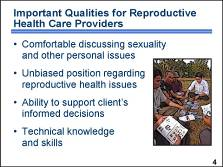 Important Qualities for Reproductive
Health Care Providers
• Comfortable discussing sexuality
and other personal issues
• Unbiased position regarding
reproductive health issues
• Ability to support client's
informed decisions
• Technical knowledge
and skills
4